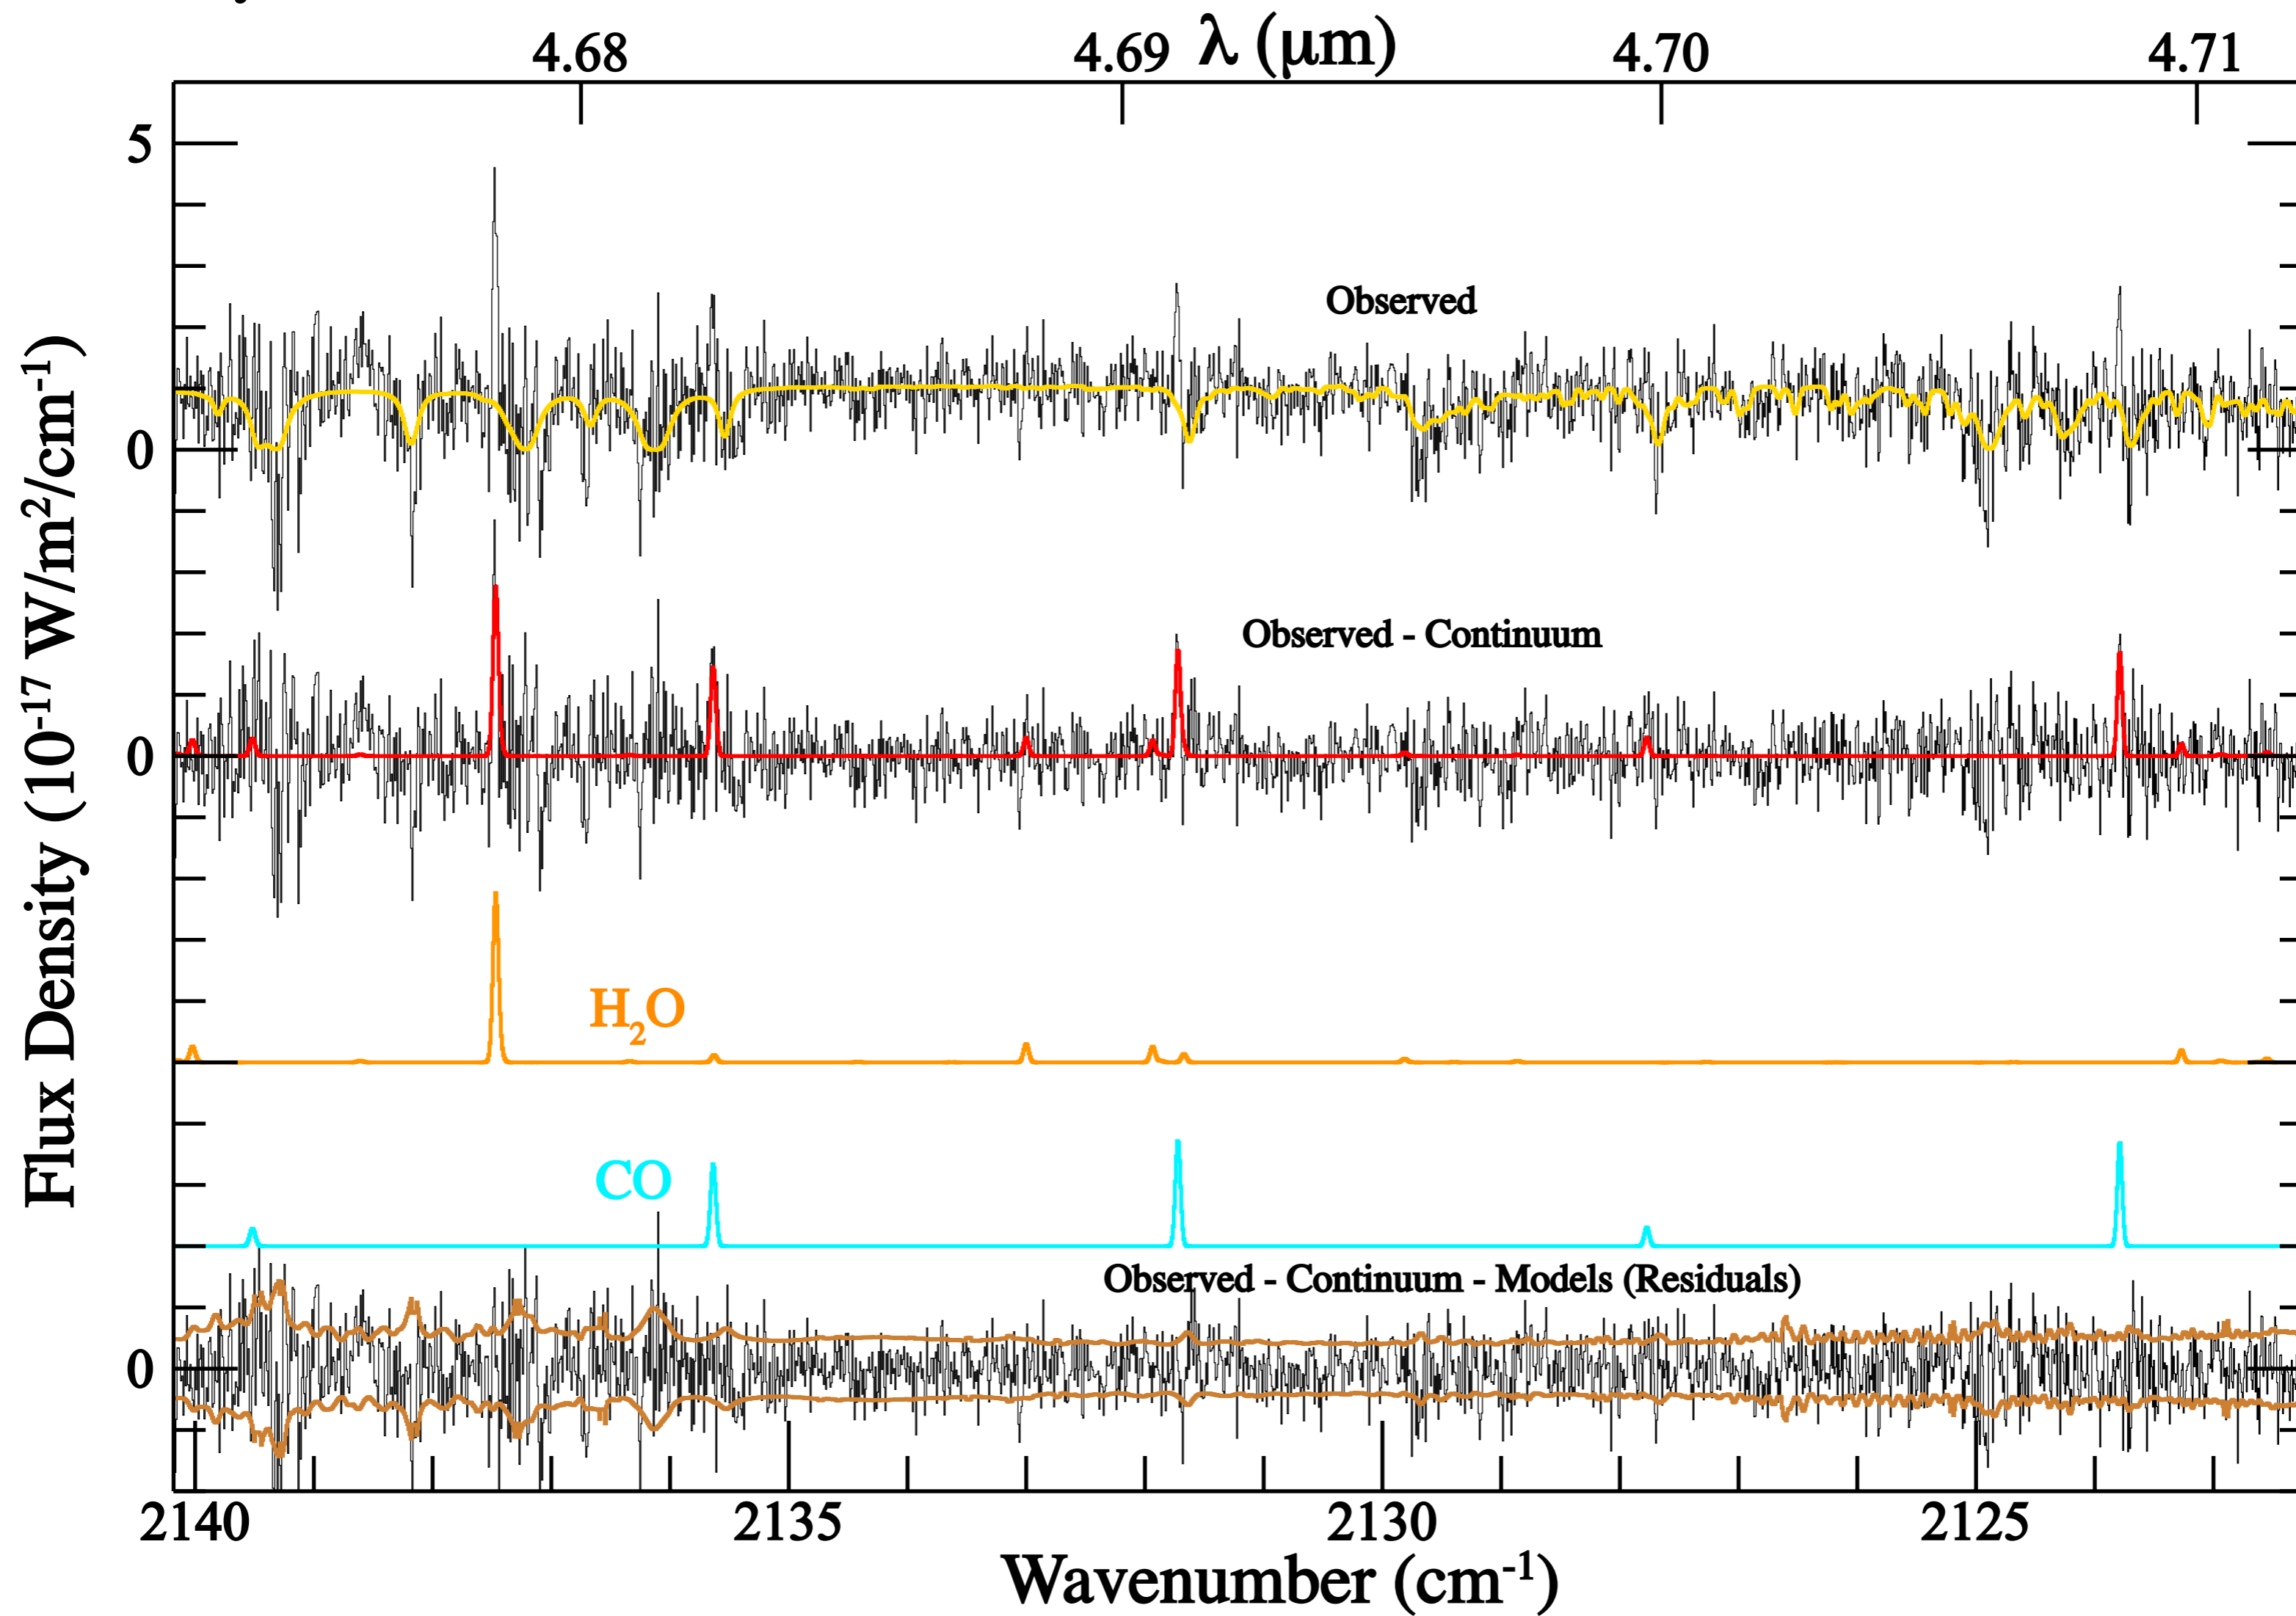 4.68 4.69 λ (μm) 4.70 4.71
5
Observed
0
Observed - Continuum
0
Flux Density (10⁻¹⁷ W/m²/cm⁻¹)
H₂O
CO
Observed - Continuum - Models (Residuals)
0
2140 2135 2130 2125
Wavenumber (cm⁻¹)